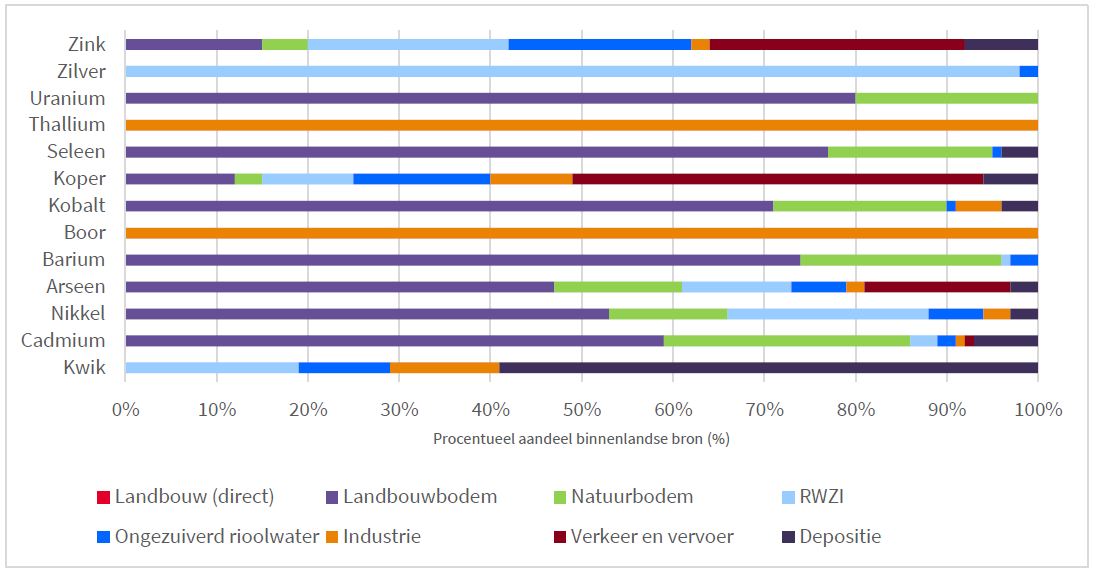 Zink
Zilver
Uranium
Thallium
Seleen
Koper
Kobalt
Boor
Barium
Arseen
Nikkel
Cadmium
Kwik
0% 10% 20% 30% 40% 50% 60% 70% 80% 90% 100%
Procentueel aandeel binnenlandse bron (%)
Landbouw (direct) Landbouwbodem Natuurbodem RWZI
Ongezuiverd rioolwater Industrie Verkeer en vervoer Depositie